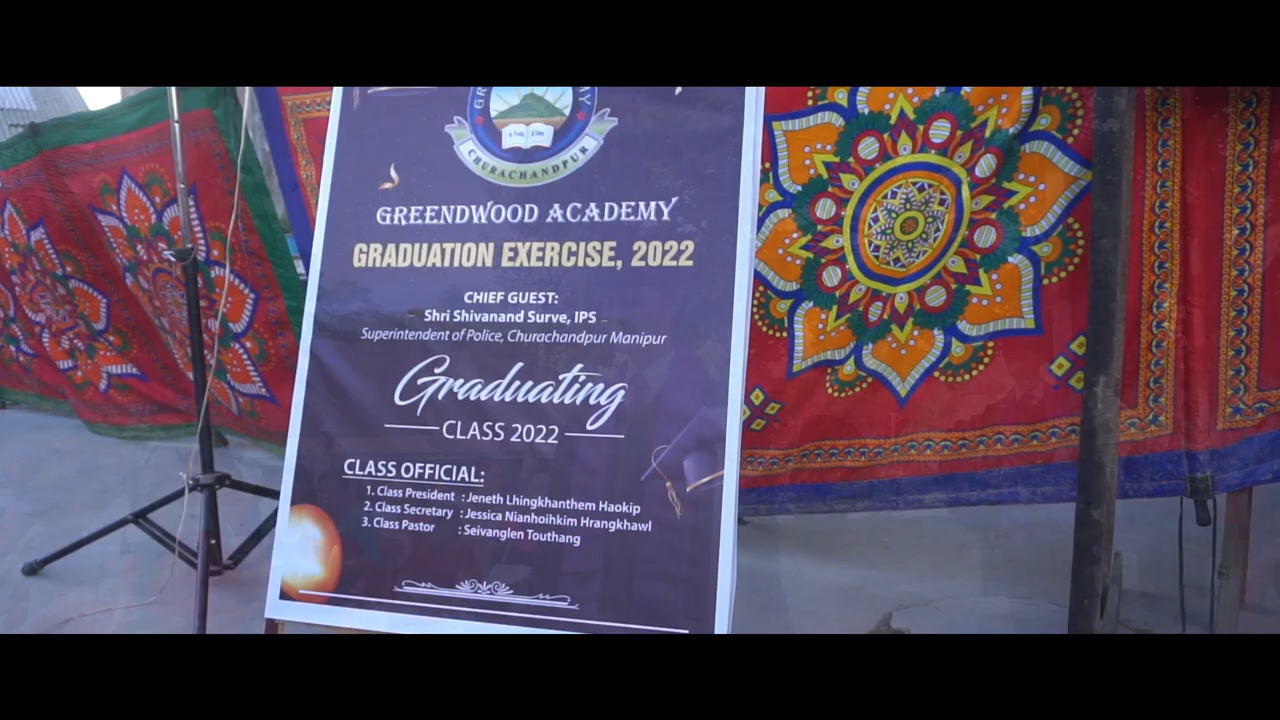 CHURACHANDPUR
GREENDWOOD ACADEMY
GRADUATION EXERCISE, 2022
CHIEF GUEST:
Shri Shivanand Surve, IPS
Superintendent of Police, Churachandpur Manipur
Graduating
CLASS 2022
CLASS OFFICIAL:
1. Class President : Jeneth Lhingkhanthem Haokip
2. Class Secretary : Jessica Nianhoihkim Hrangkhawl
3. Class Pastor : Seivanglen Touthang